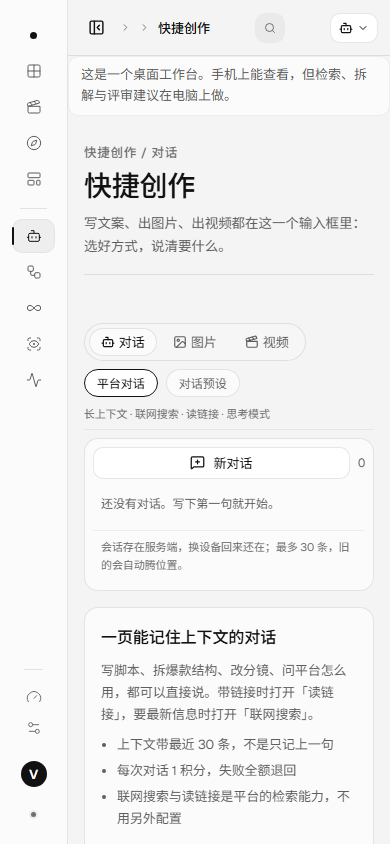 快捷创作
这是一个桌面工作台。手机上能查看，但检索、拆
解与评审建议在电脑上做。
快捷创作 / 对话
快捷创作
写文案、出图片、出视频都在这个输入框里：
选好方式，说清要什么。
对话 图片 视频
平台对话 对话预设
长上下文 · 联网搜索 · 读链接 · 思考模式
新对话 0
还没有对话。写下第一句就开始。
会话存在服务端，换设备回来还在；最多 30 条，旧
的会自动腾位置。
一页能记住上下文的对话
写脚本、拆爆款结构、改分镜、问平台怎么
用，都可以直接说。带链接时打开「读链
接」，要最新信息时打开「联网搜索」。
• 上下文带最近 30 条，不是只记上一句
• 每次对话 1 积分，失败全额退回
• 联网搜索与读链接是平台的检索能力，不
用另外配置
V